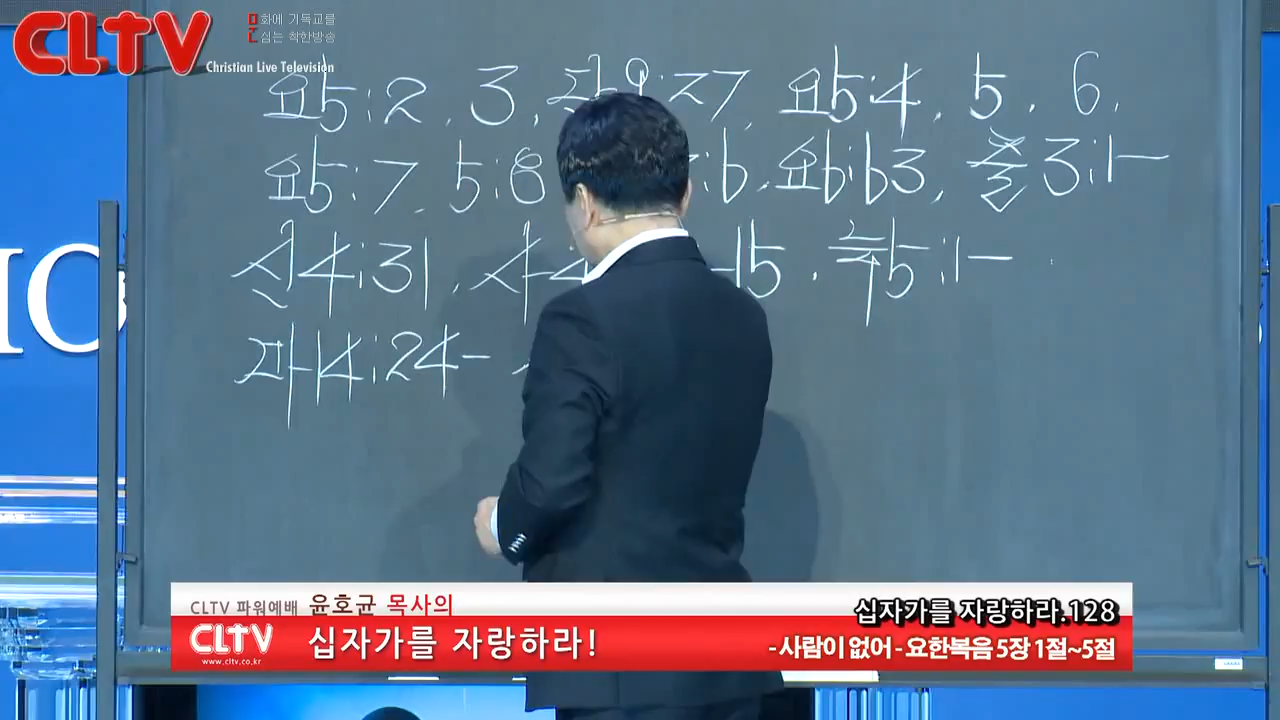 CLTV
문화에 기독교를
심는 착한방송
Christian Live Television
요5:2, 3, 요5:4, 5, 6,
요5:7, 5:8 요6:63, 출3:1-
신4:31, 사 -15, 눅5:1-
24-
CLTV 파워예배 윤호균 목사의
CLTV 십자가를 자랑하라!
www.cltv.co.kr
십자가를 자랑하라.128
- 사람이 없어 - 요한복음 5장 1절~5절